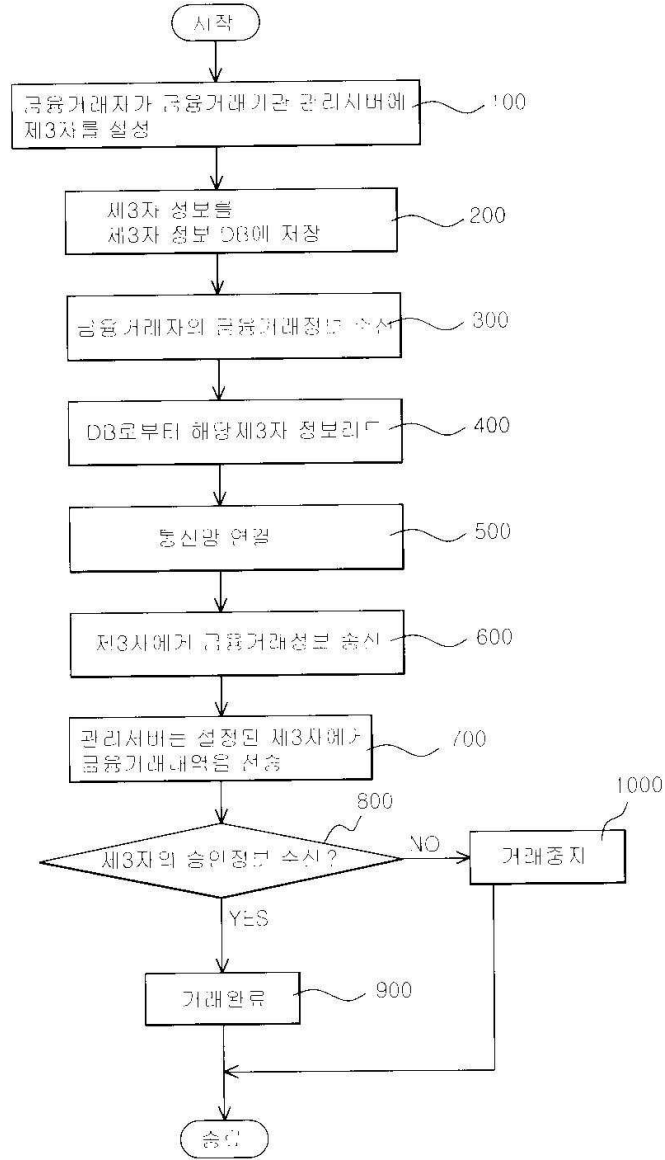 시작
금융거래자가 금융거래기관 관리서버에
제3자를 설정
100
제3자 정보를
제3자 정보 DB에 저장
200
금융거래자의 금융거래정보 수신
300
DB로부터 해당제3자 정보리드
400
통신망 연결
500
제3자에게 금융거래정보 송신
600
관리서버는 설정된 제3자에게
금융거래내역을 전송
700
800
제3자의 승인정보 수신?
NO
1000
거래중지
YES
거래완료
900
종료